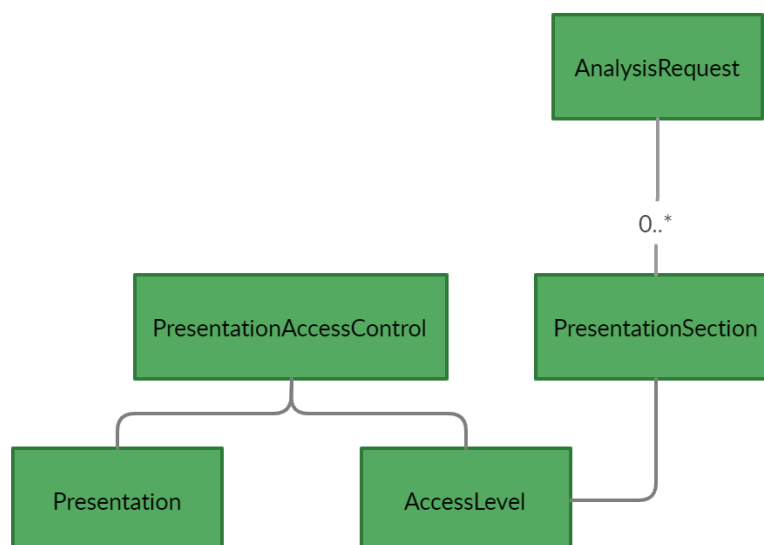 AnalysisRequest
0..*
PresentationAccessControl
PresentationSection
Presentation
AccessLevel